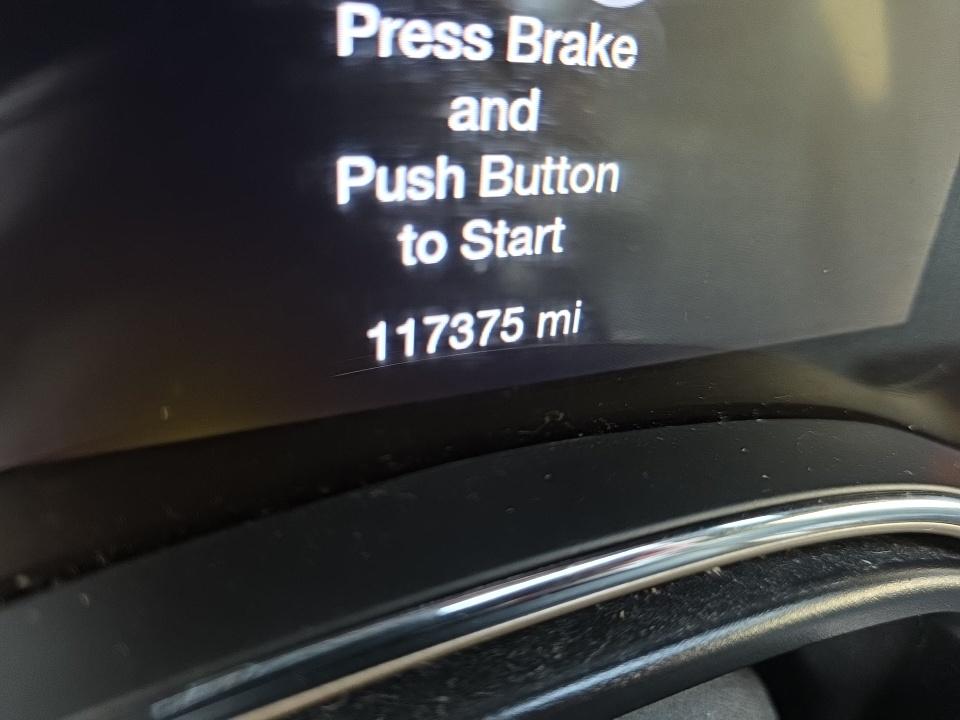 Press Brake
and
Push Button
to Start
117375 mi